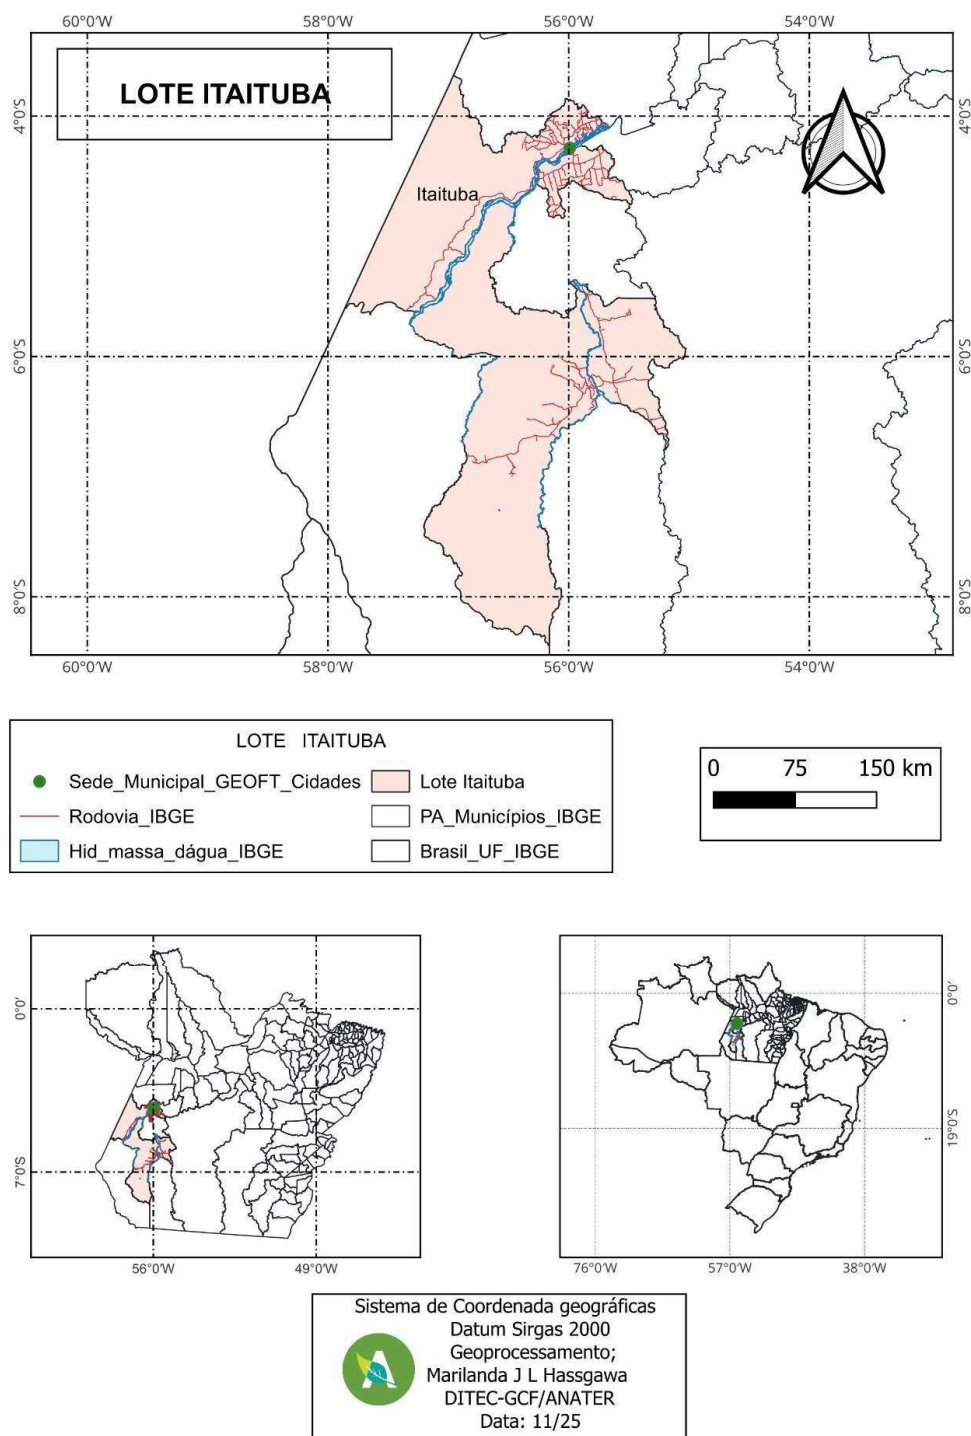 60°0'W 58°0'W 56°0'W 54°0'W
LOTE ITAITUBA
4°0'S 4°0'S
Itaituba
6°0'S 6°0'S
8°0'S 8°0'S
60°0'W 58°0'W 56°0'W 54°0'W
LOTE ITAITUBA
Sede_Municipal_GEOFT_Cidades Lote Itaituba
Rodovia_IBGE PA_Municípios_IBGE
Hid_massa_dágua_IBGE Brasil_UF_IBGE
0 75 150 km
0°0'
7°0'S
56°0'W 49°0'W
0°0'
19°0'S
76°0'W 57°0'W 38°0'W
Sistema de Coordenada geográficas
Datum Sirgas 2000
Geoprocessamento;
Marilanda J L Hassgawa
DITEC-GCF/ANATER
Data: 11/25